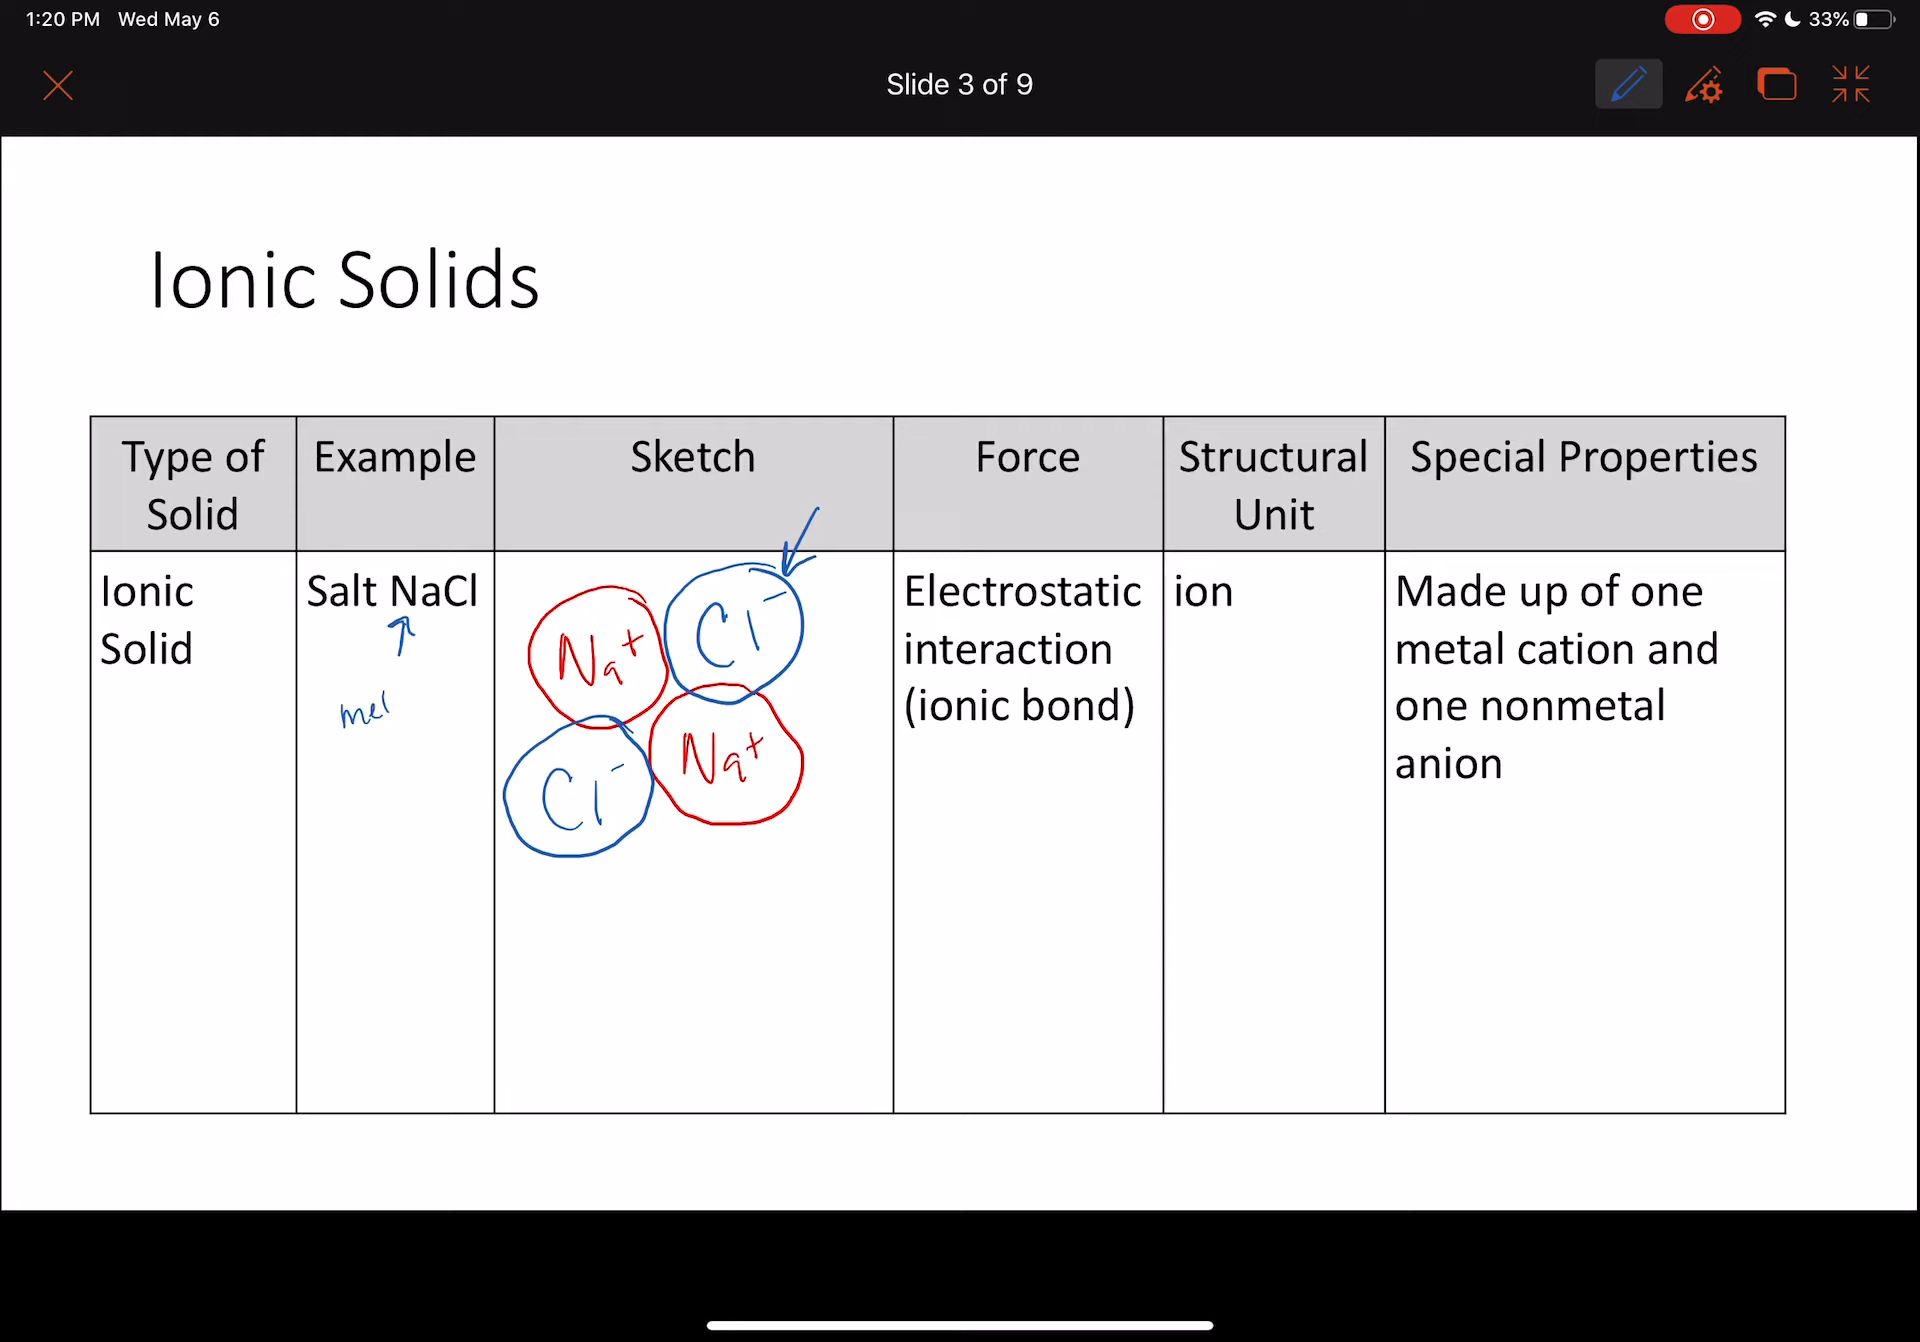 1:20 PM Wed May 6
33%
Slide 3 of 9
Ionic Solids
Type of
Solid
Example
Sketch
Force
Structural
Unit
Special Properties
Ionic
Solid
Salt NaCl
mel
Na+
Cl-
Cl-
Na+
Electrostatic
interaction
(ionic bond)
ion
Made up of one
metal cation and
one nonmetal
anion